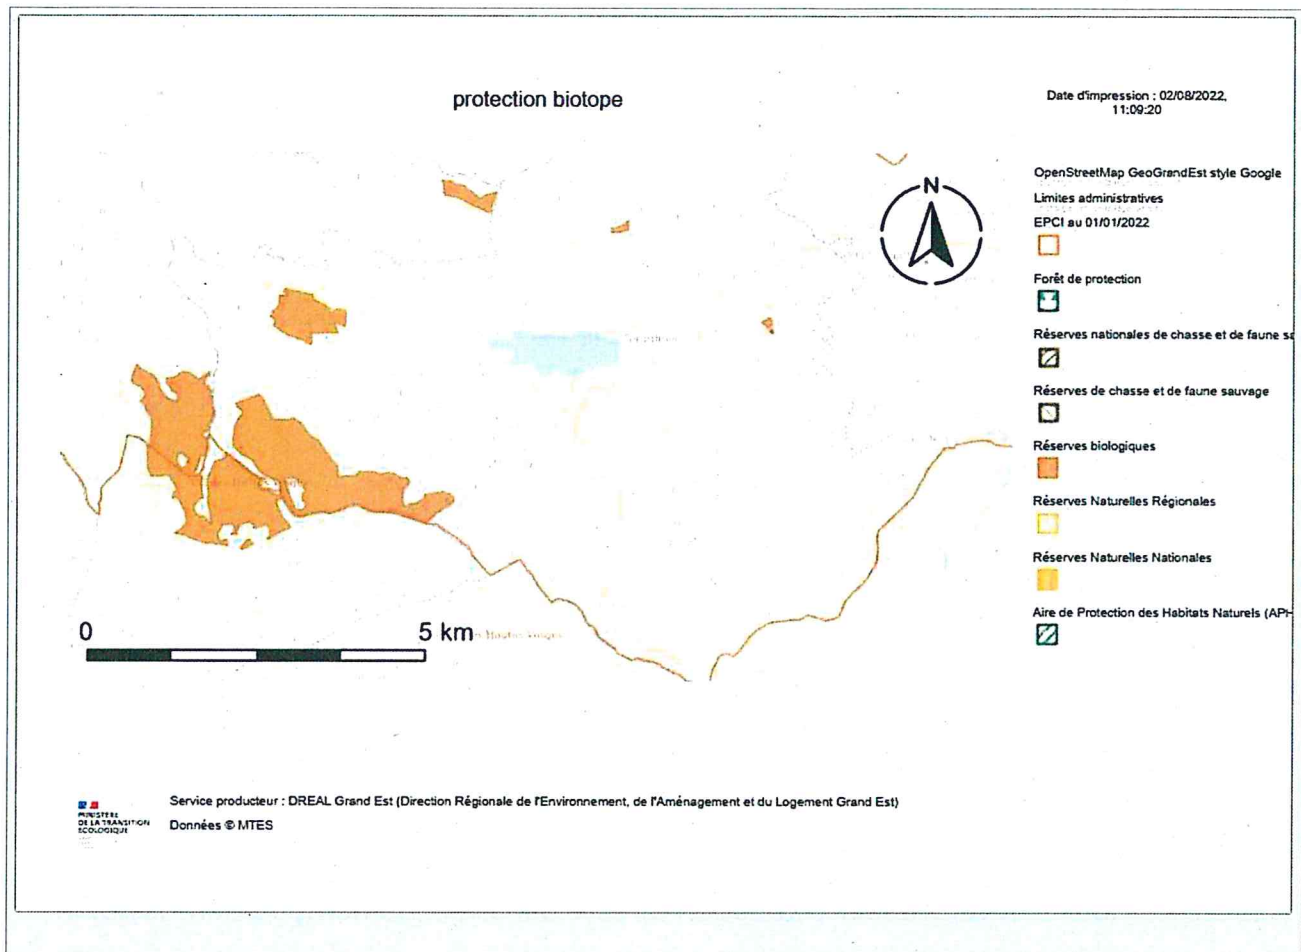 protection biotope
Date d'impression : 02/08/2022,
11:09:20
OpenStreetMap GeoGrandEst style Google
Limites administratives
EPCI au 01/01/2022
Forêt de protection
Réserves nationales de chasse et de faune sa
Réserves de chasse et de faune sauvage
Réserves biologiques
Réserves Naturelles Régionales
Réserves Naturelles Nationales
Aire de Protection des Habitats Naturels (APH
N
0
5 km
Service producteur : DREAL Grand Est (Direction Régionale de l'Environnement, de l'Aménagement et du Logement Grand Est)
Données © MTES
MINISTÈRE
DE LA TRANSITION
ÉCOLOGIQUE